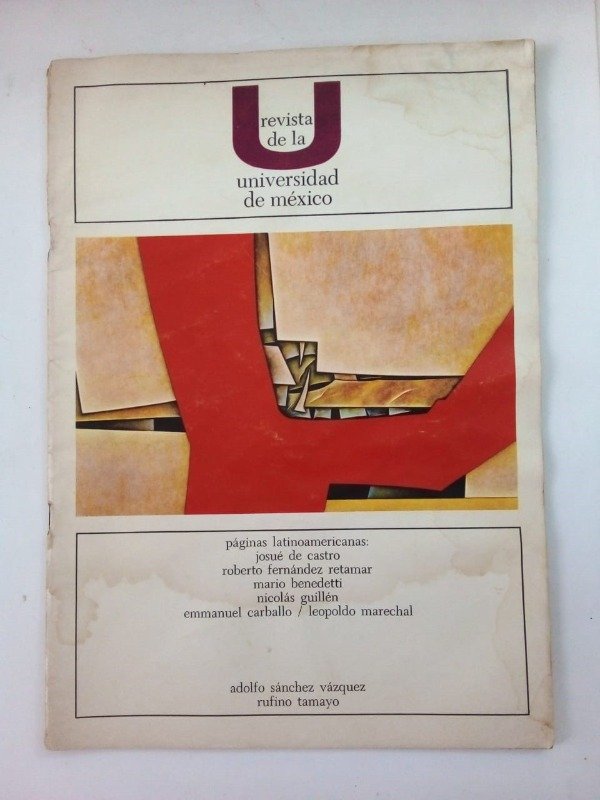 U
revista
de la
universidad
de méxico
páginas latinoamericanas:
josué de castro
roberto fernández retamar
mario benedetti
nicolás guillén
emmanuel carballo / leopoldo marechal
adolfo sánchez vázquez
rufino tamayo